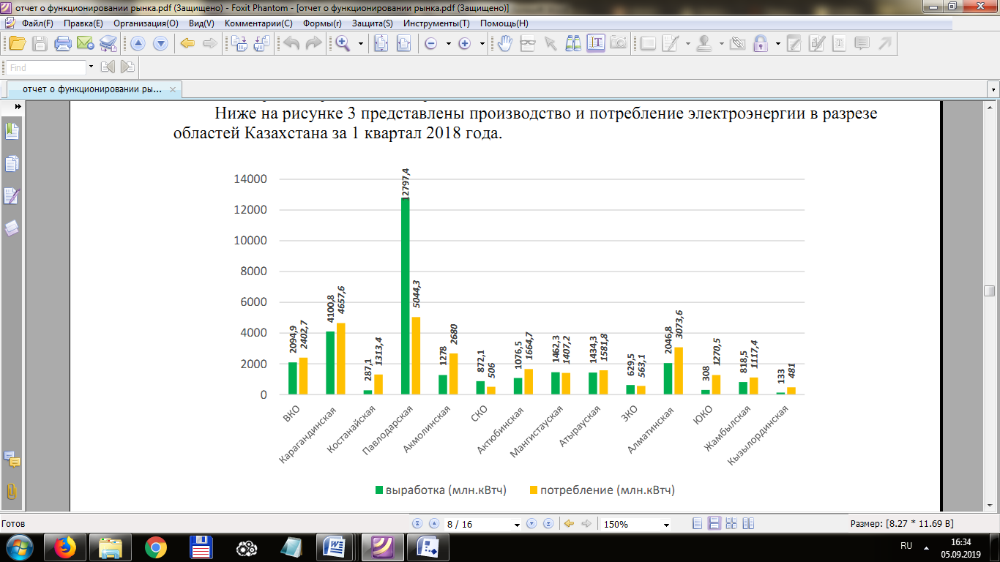 отчет о функционировании рынка.pdf (Защищено) - Foxit Phantom - [отчет о функционировании рынка.pdf (Защищено)]
Файл(F) Правка(E) Организация(O) Вид(V) Комментарии(C) Формы(r) Защита(S) Инструменты(T) Помощь(H)
Find
отчет о функционировании ры...
Ниже на рисунке 3 представлены производство и потребление электроэнергии в разрезе
областей Казахстана за 1 квартал 2018 года.
14000
12000
10000
8000
6000
4000
2000
0
2094,9 2402,7
4100,8 4657,6
287,1 1313,4
12797,4 5044,3
1278 2680
872,1 506
1076,5 1664,7
1462,3 1407,2
1434,3 1581,8
629,5 563,1
2046,8 3073,6
308 1270,5
818,5 1117,4
133 481
ВКО
Карагандинская
Костанайская
Павлодарская
Акмолинская
СКО
Актюбинская
Мангистауская
Атырауская
ЗКО
Алматинская
ЮКО
Жамбылская
Кызылординская
выработка (млн.кВтч) потребление (млн.кВтч)
Готов 8 / 16 150% Размер: [8.27 * 11.69 В]
RU 16:34
05.09.2019